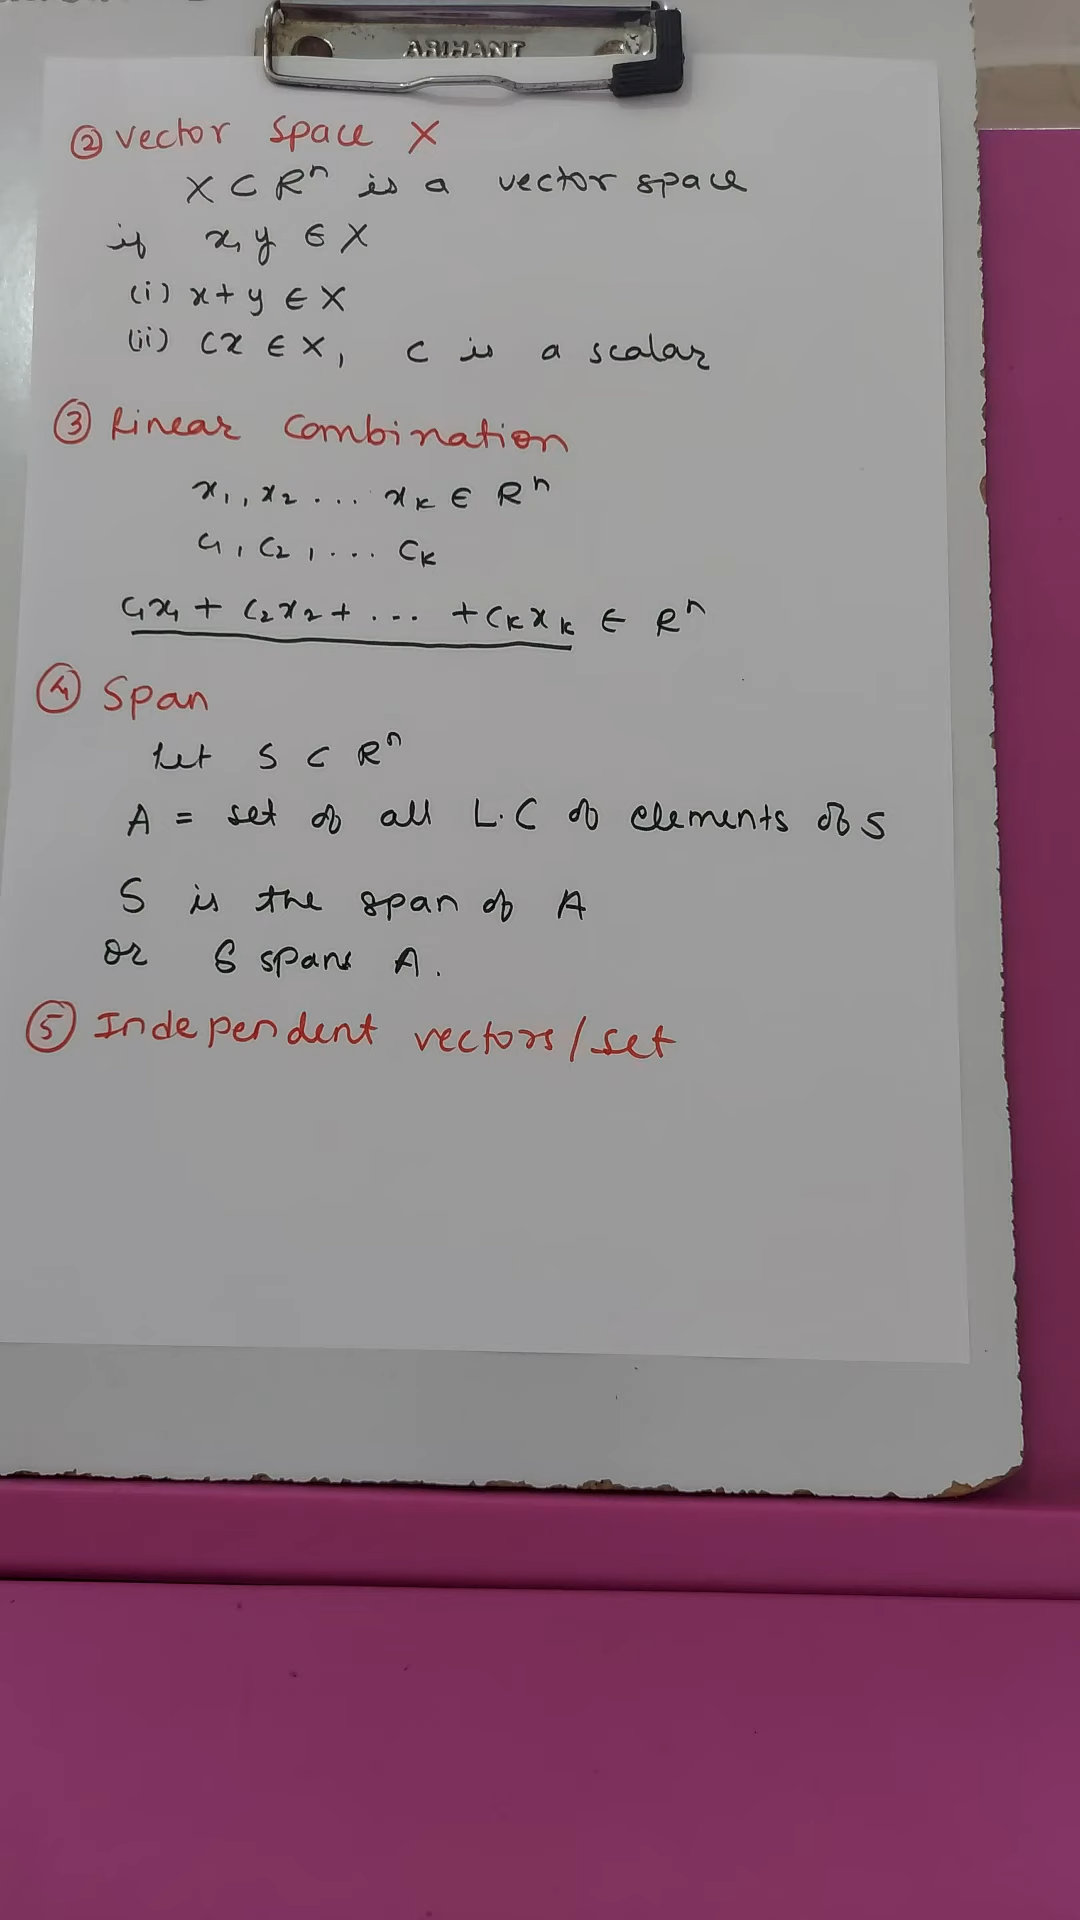 ARIHANT
② Vector space X
X ⊂ Rⁿ is a vector space
if x, y ∈ X
(i) x + y ∈ X
(ii) cx ∈ X, c is a scalar
③ Linear Combination
x₁, x₂ ... xₖ ∈ Rⁿ
c₁, c₂, ... cₖ
c₁x₁ + c₂x₂ + ... + cₖxₖ ∈ Rⁿ
④ Span
Let S ⊂ Rⁿ
A = set of all L.C of elements of S
S is the span of A
or S spans A.
⑤ Independent vectors/set